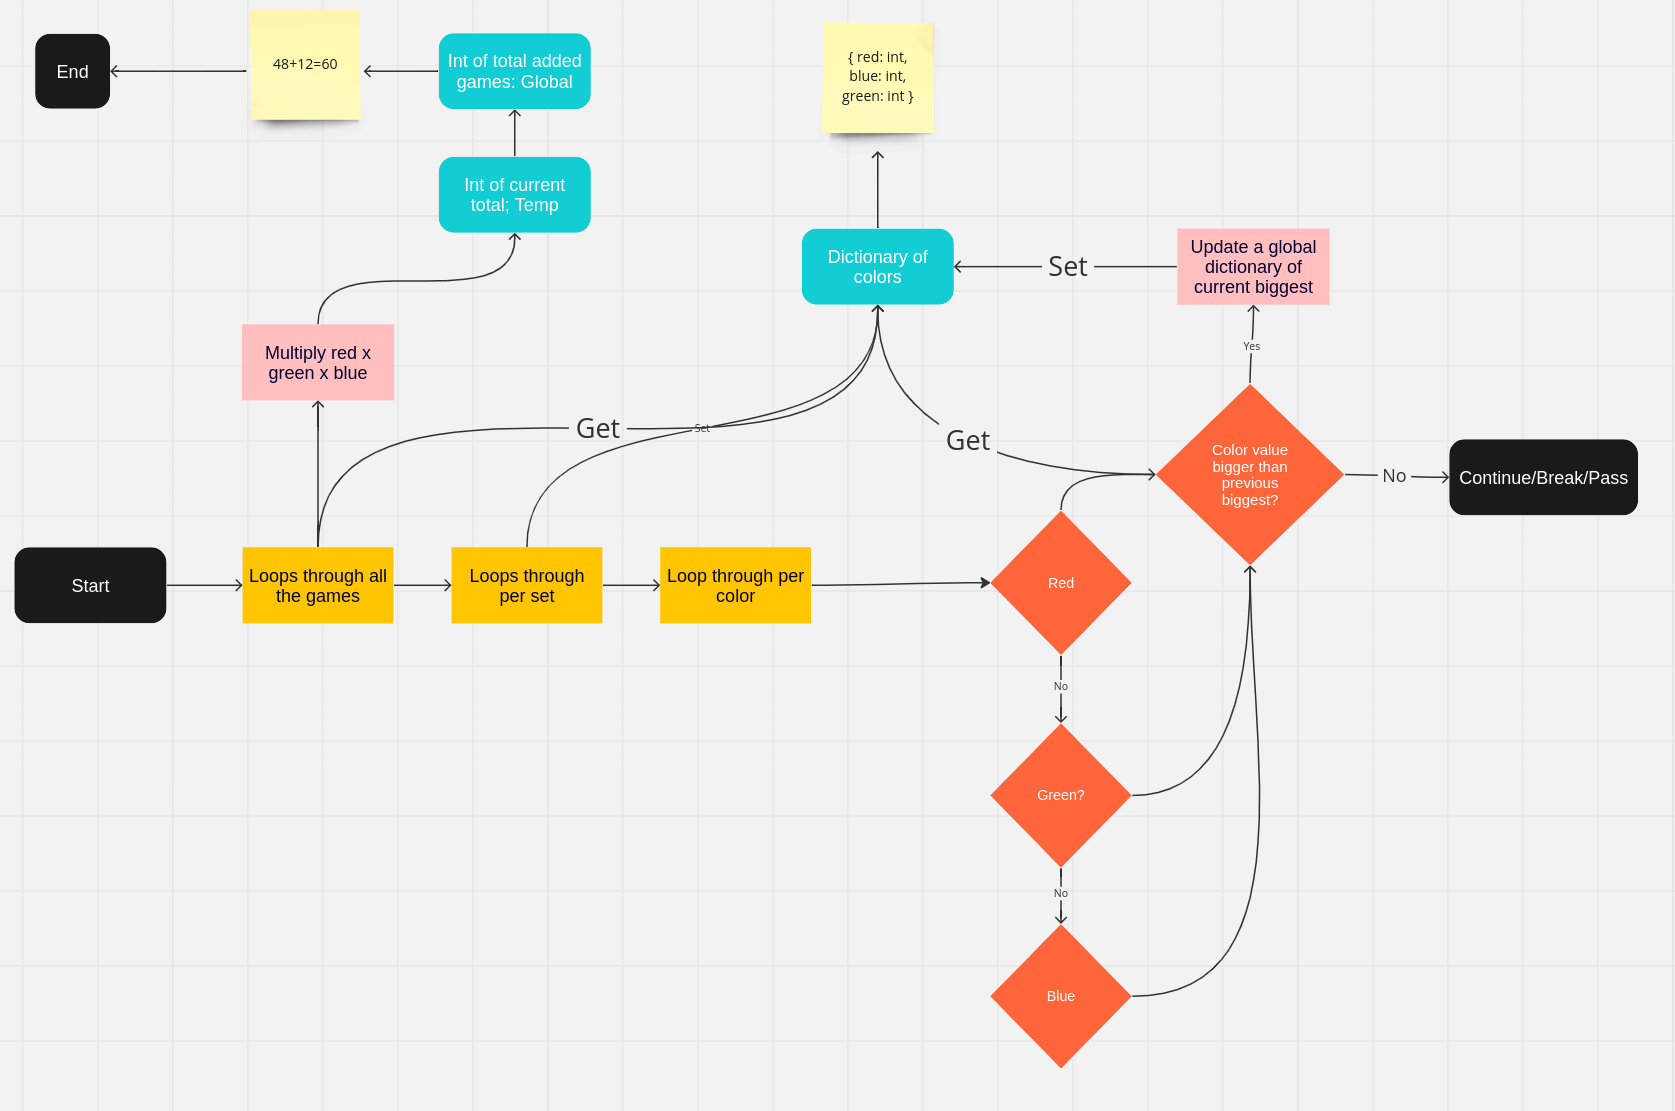 End
48+12=60
Int of total added
games: Global
{ red: int,
blue: int,
green: int }
Int of current
total; Temp
Dictionary of
colors
Set
Update a global
dictionary of
current biggest
Multiply red x
green x blue
Yes
Get
Set
Get
Color value
bigger than
previous
biggest?
No
Continue/Break/Pass
Start
Loops through all
the games
Loops through
per set
Loop through per
color
Red
No
Green?
No
Blue